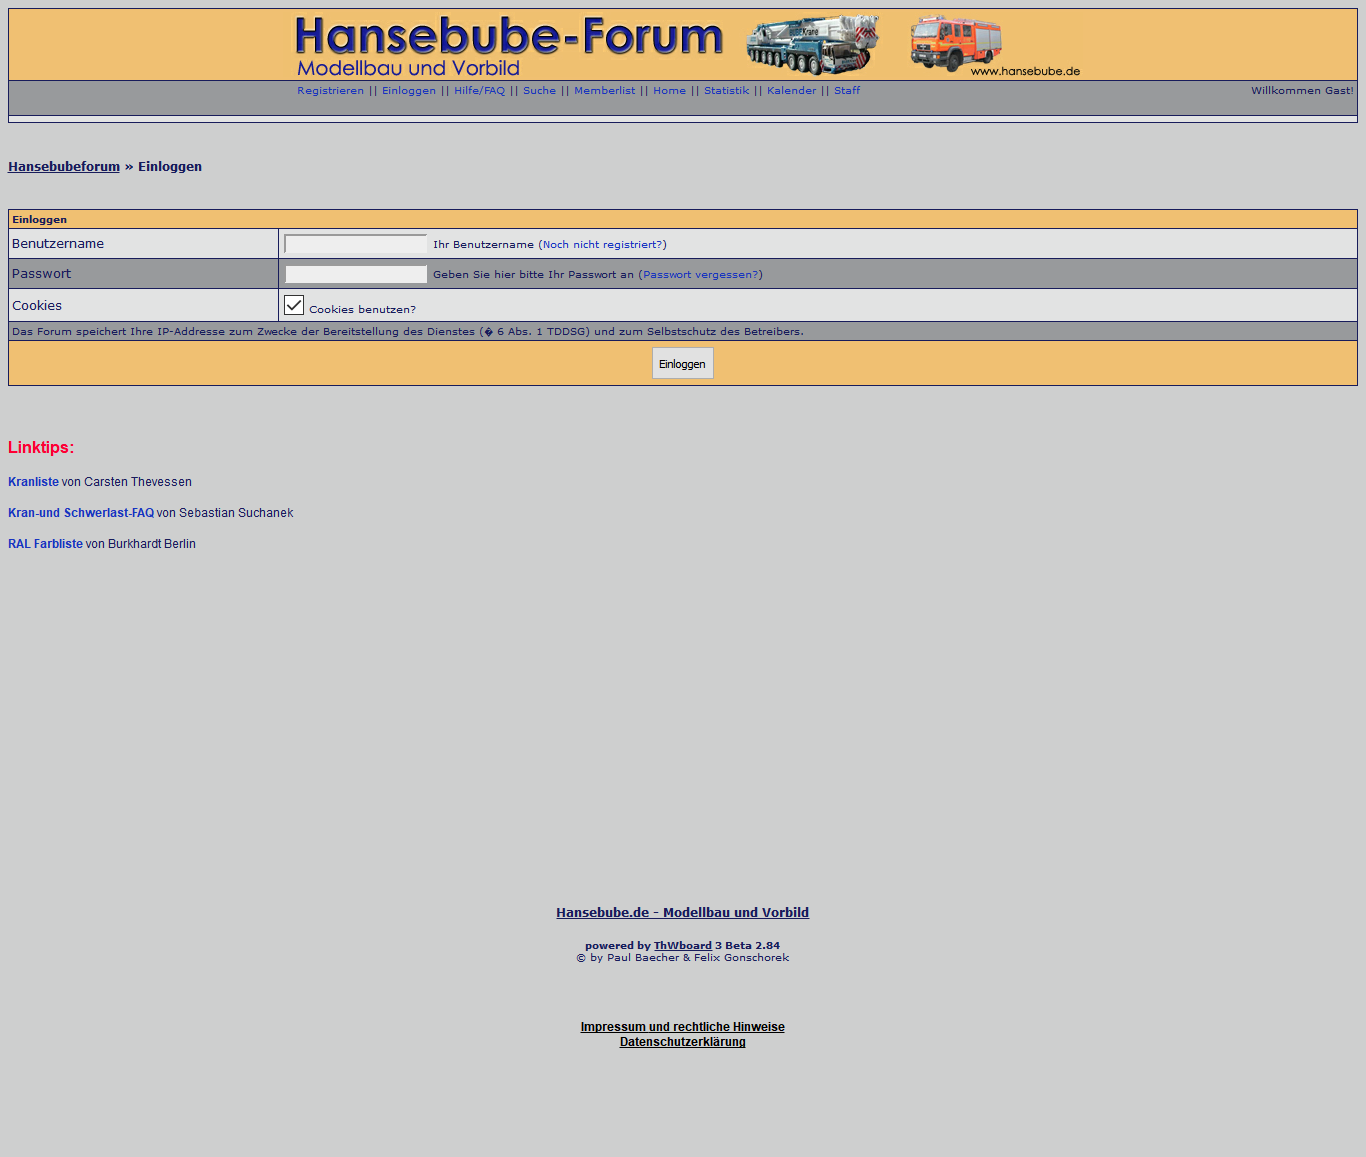 Hansebube-Forum
Modellbau und Vorbild
www.hansebube.de
Registrieren || Einloggen || Hilfe/FAQ || Suche || Memberlist || Home || Statistik || Kalender || Staff
Willkommen Gast!
Hansebubeforum » Einloggen
Einloggen
Benutzername
Ihr Benutzername (Noch nicht registriert?)
Passwort
Geben Sie hier bitte Ihr Passwort an (Passwort vergessen?)
Cookies
Cookies benutzen?
Das Forum speichert Ihre IP-Addresse zum Zwecke der Bereitstellung des Dienstes (� 6 Abs. 1 TDDSG) und zum Selbstschutz des Betreibers.
Einloggen
Linktips:
Kranliste von Carsten Thevessen
Kran-und Schwerlast-FAQ von Sebastian Suchanek
RAL Farbliste von Burkhardt Berlin
Hansebube.de - Modellbau und Vorbild
powered by ThWboard 3 Beta 2.84
© by Paul Baecher & Felix Gonschorek
Impressum und rechtliche Hinweise
Datenschutzerklärung